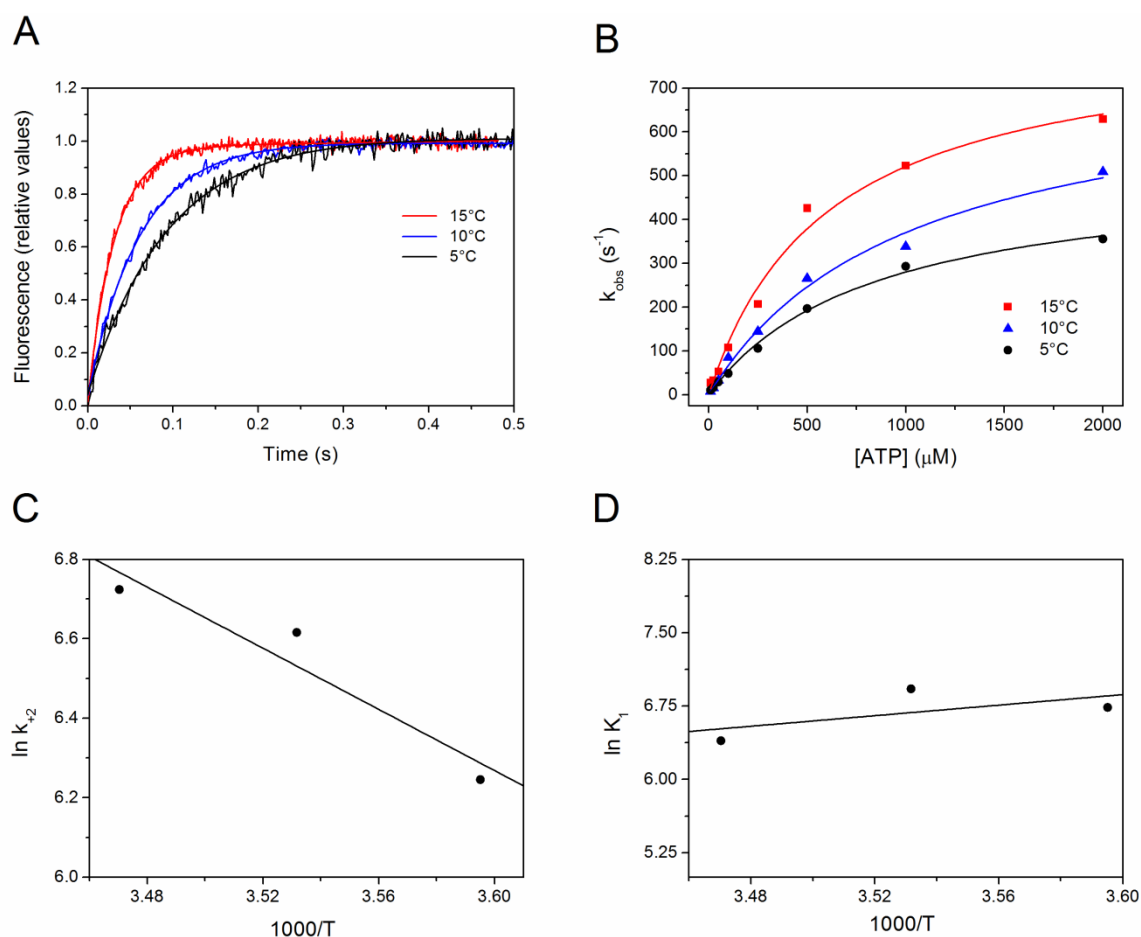 A
Fluorescence (relative values)
1.2
1.0
0.8
0.6
0.4
0.2
0.0
15°C
10°C
5°C
0.0 0.1 0.2 0.3 0.4 0.5
Time (s)
B
k_obs (s⁻¹)
700
600
500
400
300
200
100
0
15°C
10°C
5°C
0 500 1000 1500 2000
[ATP] (μM)
C
ln k₊₂
6.8
6.6
6.4
6.2
6.0
3.48 3.52 3.56 3.60
1000/T
D
ln K₁
8.25
7.50
6.75
6.00
5.25
3.48 3.52 3.56 3.60
1000/T